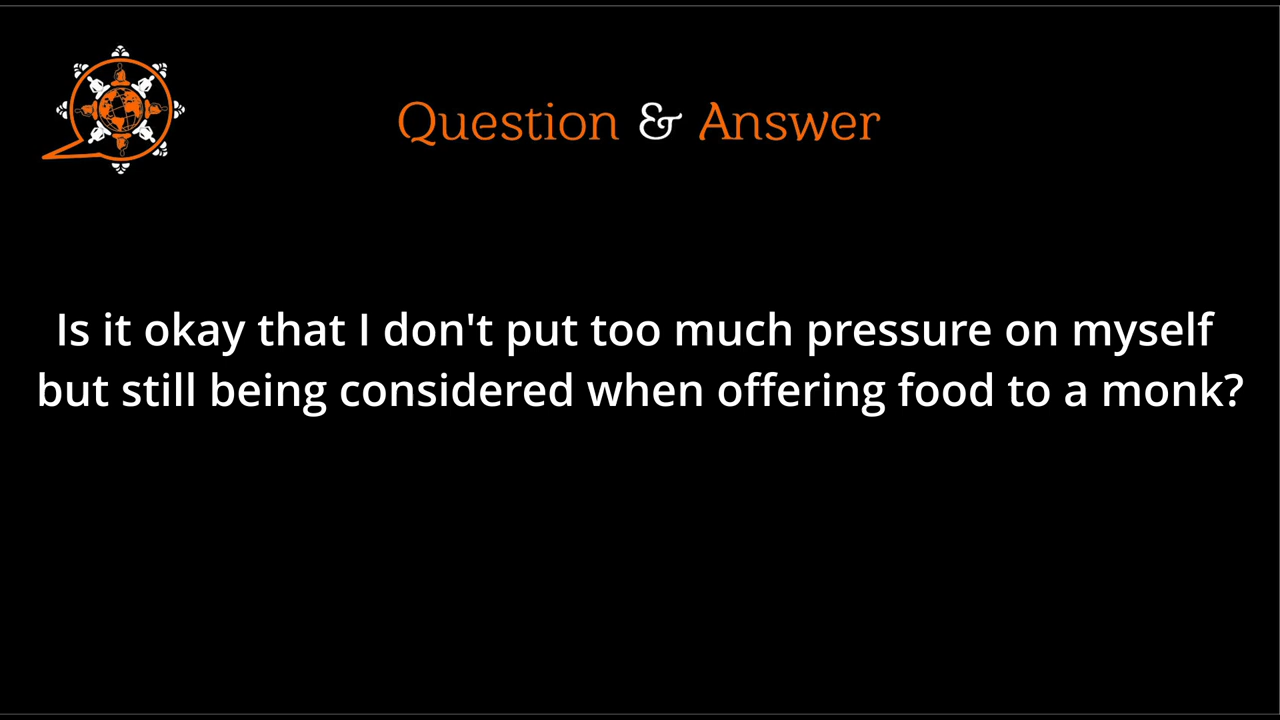 Question & Answer
Is it okay that I don't put too much pressure on myself
but still being considered when offering food to a monk?